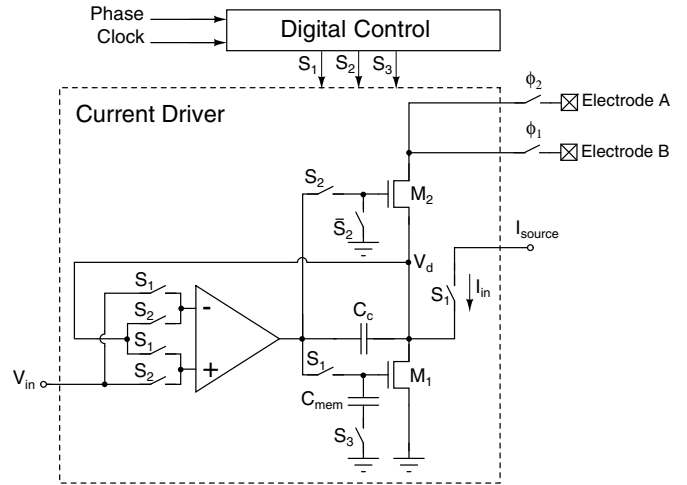 Phase
Clock
Digital Control
S1 S2 S3
Current Driver
ϕ2
Electrode A
ϕ1
Electrode B
S2
M2
S̄2
Isource
Vd
S1
Iin
S1
S2
S1
S2
-
+
Cc
S1
M1
Vin
Cmem
S3